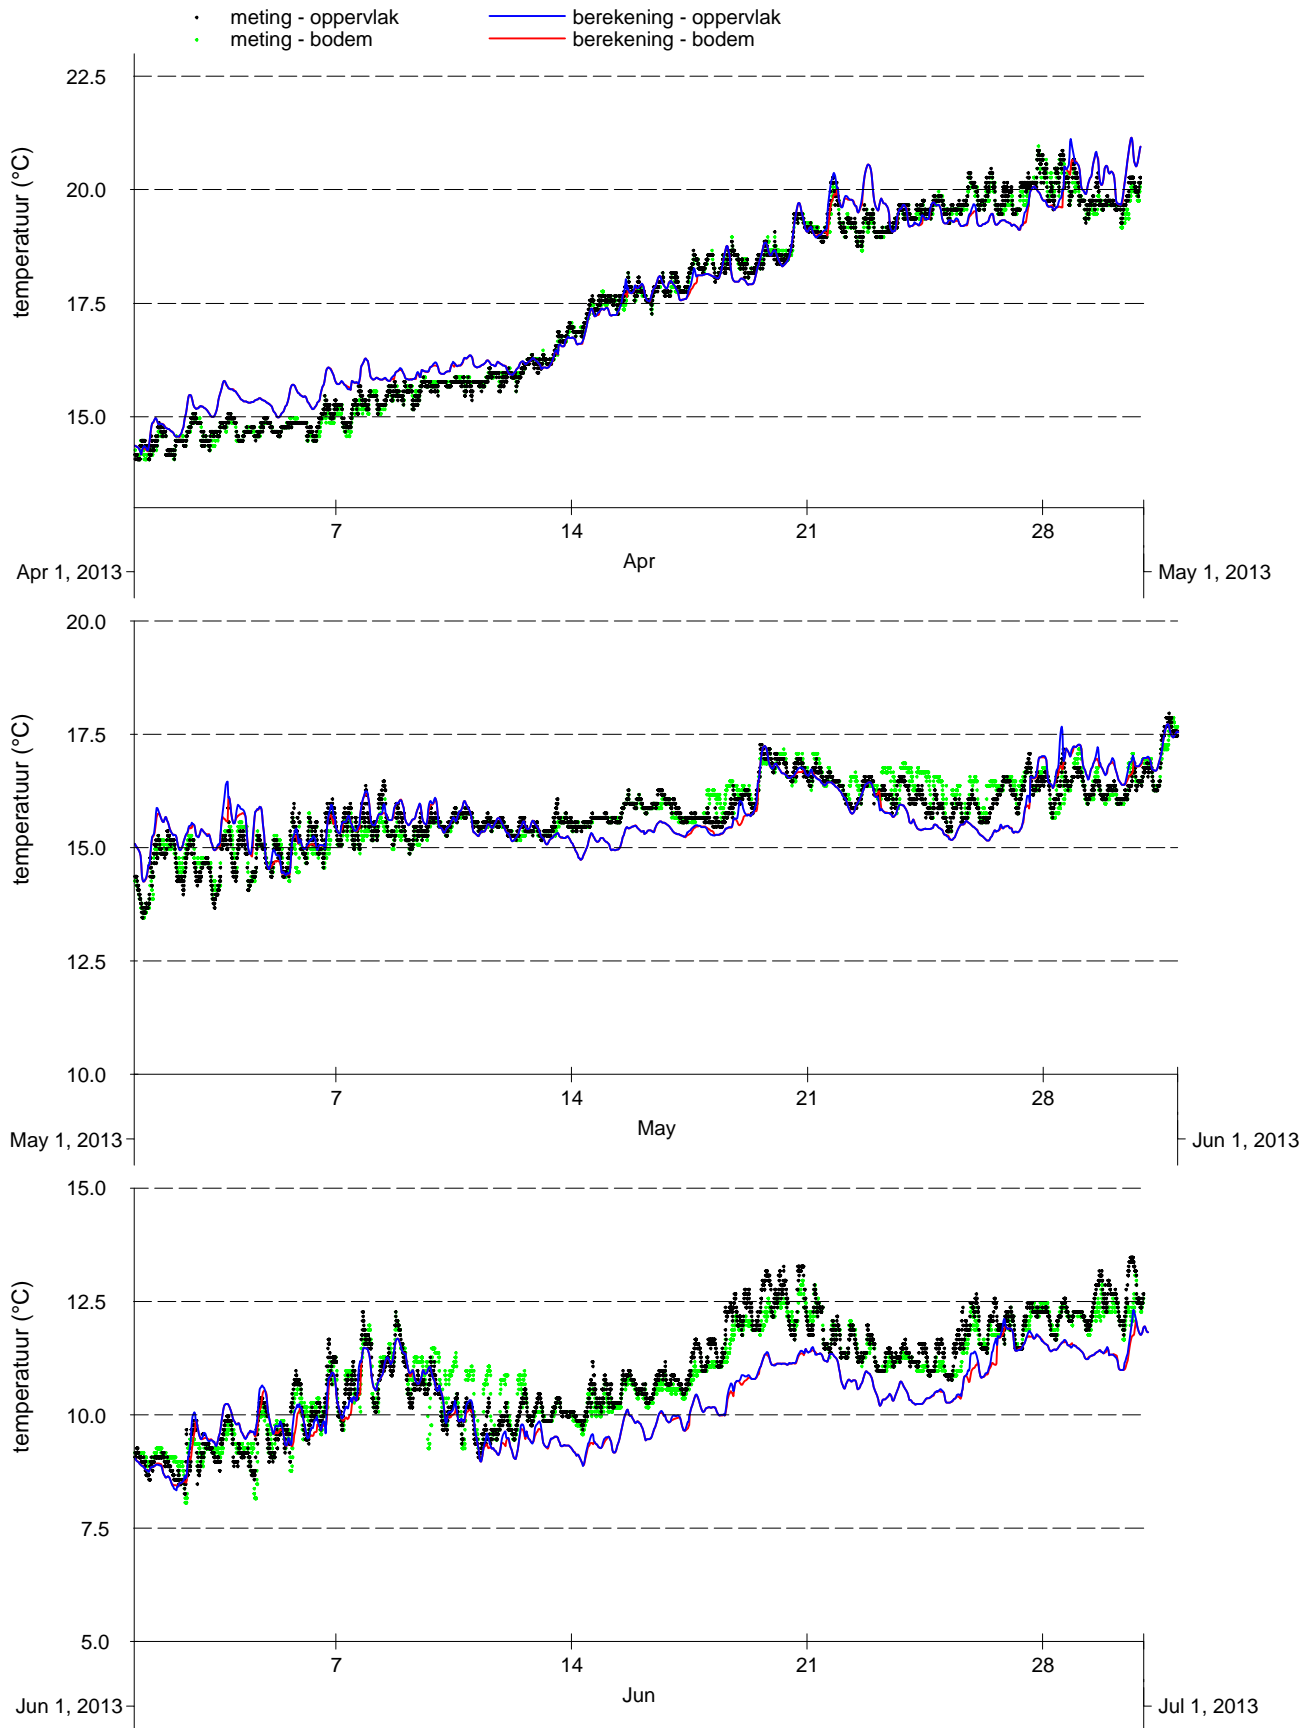 meting - oppervlak berekening - oppervlak
meting - bodem berekening - bodem
22.5
20.0
17.5
15.0
temperatuur (°C)
7 14 21 28
Apr
Apr 1, 2013 May 1, 2013
20.0
17.5
15.0
12.5
10.0
temperatuur (°C)
7 14 21 28
May
May 1, 2013 Jun 1, 2013
15.0
12.5
10.0
7.5
5.0
temperatuur (°C)
7 14 21 28
Jun
Jun 1, 2013 Jul 1, 2013